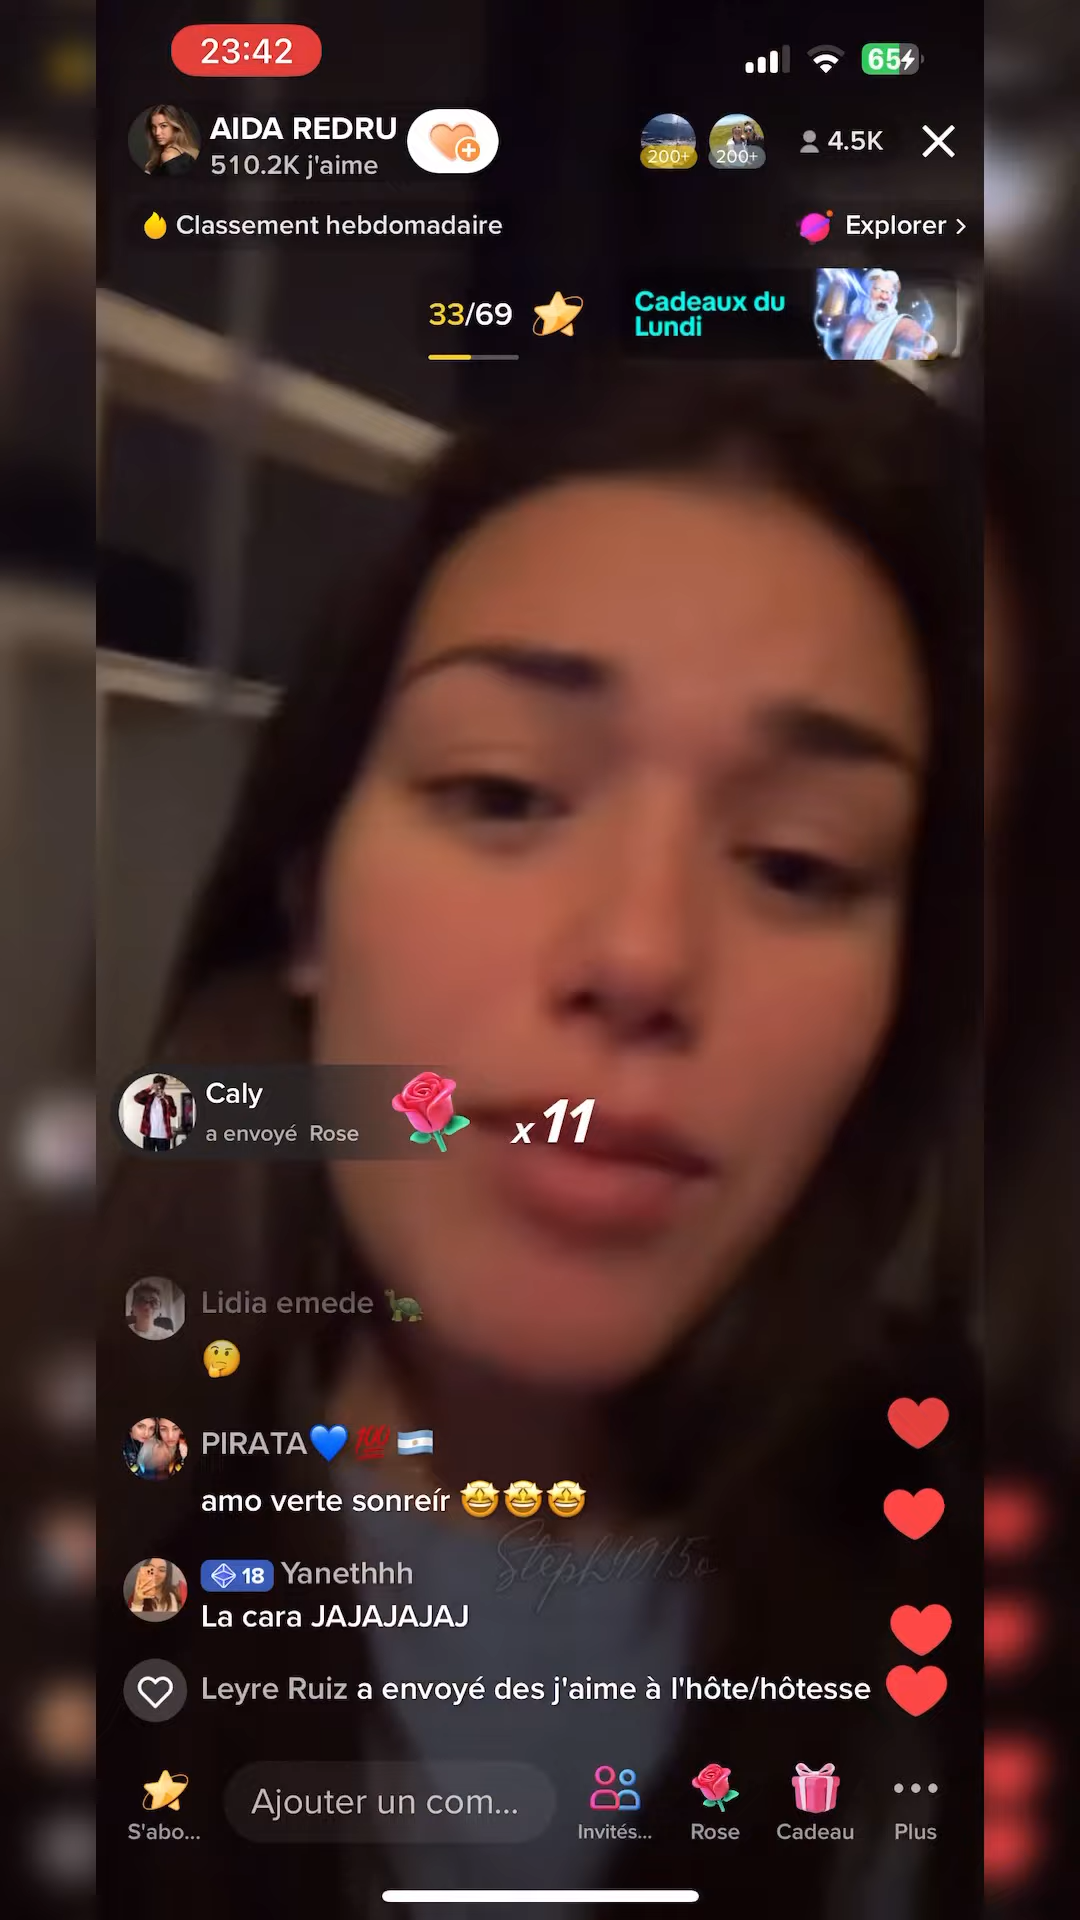 23:42
65
AIDA REDRU
510.2K j'aime
200+
200+
4.5K
Classement hebdomadaire
Explorer >
33/69
Cadeaux du
Lundi
Caly
a envoyé Rose
x 11
Lidia emede 🐢
🤔
PIRATA💙💯🇦🇷
amo verte sonreír 🤩🤩🤩
18 Yanethhh
La cara JAJAJAJAJ
Steph4915
Leyre Ruiz a envoyé des j'aime à l'hôte/hôtesse
Ajouter un com...
S'abo...
Invités...
Rose
Cadeau
Plus